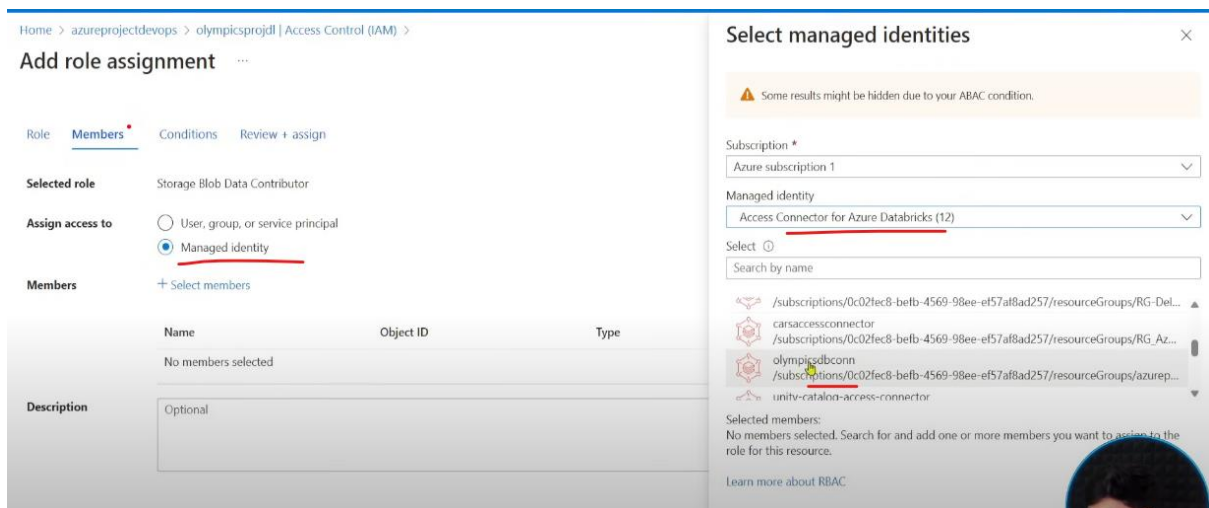 Home > azureprojectdevops > olympicsprojdl | Access Control (IAM) >
Add role assignment ...
Role Members Conditions Review + assign
Selected role Storage Blob Data Contributor
Assign access to User, group, or service principal
Managed identity
Members + Select members
Name Object ID Type
No members selected
Description Optional
Select managed identities
Some results might be hidden due to your ABAC condition.
Subscription *
Azure subscription 1
Managed identity
Access Connector for Azure Databricks (12)
Select
Search by name
/subscriptions/0c02fec8-befb-4569-98ee-ef57af8ad257/resourceGroups/RG-Del...
carsaccessconnector
/subscriptions/0c02fec8-befb-4569-98ee-ef57af8ad257/resourceGroups/RG_Az...
olympicsdbconn
/subscriptions/0c02fec8-befb-4569-98ee-ef57af8ad257/resourceGroups/azurep...
unity-catalog-access-connector
Selected members:
No members selected. Search for and add one or more members you want to assign to the
role for this resource.
Learn more about RBAC